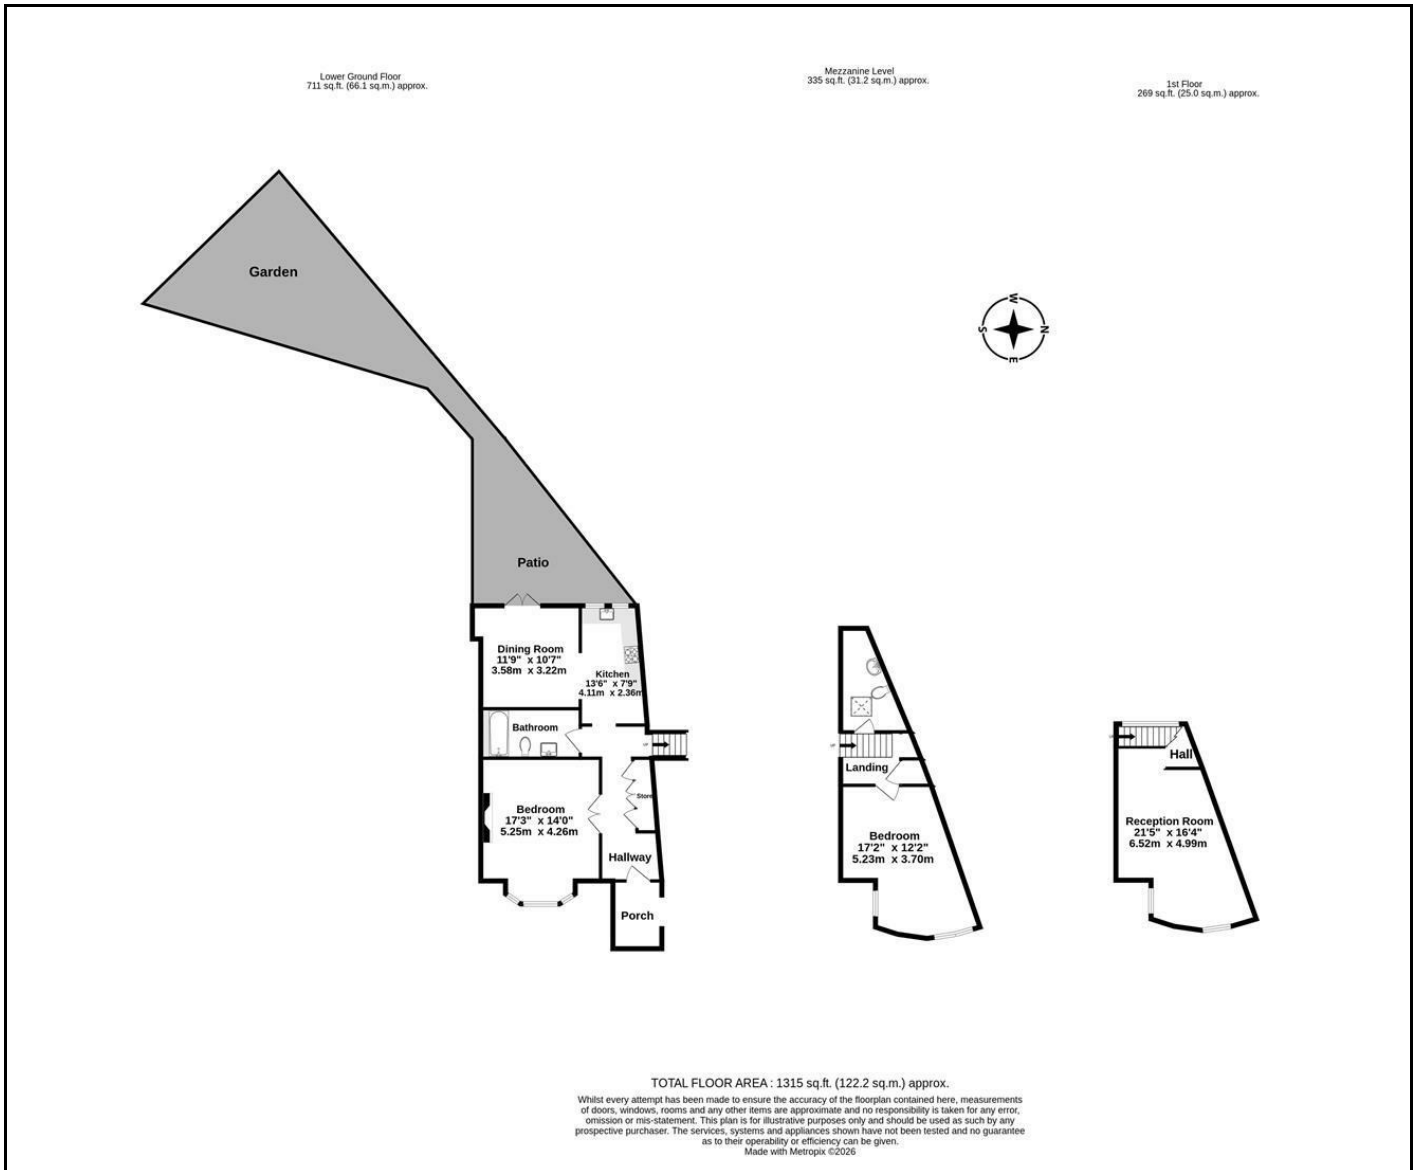 Lower Ground Floor
711 sq.ft. (66.1 sq.m.) approx.
Mezzanine Level
335 sq.ft. (31.2 sq.m.) approx.
1st Floor
269 sq.ft. (25.0 sq.m.) approx.
Garden
W
S
N
E
Patio
Dining Room
11'9" x 10'7"
3.58m x 3.22m
Kitchen
13'6" x 7'9"
4.11m x 2.36m
Bathroom
UP
Store
Bedroom
17'3" x 14'0"
5.25m x 4.26m
Hallway
Porch
UP
Landing
Bedroom
17'2" x 12'2"
5.23m x 3.70m
Hall
Reception Room
21'5" x 16'4"
6.52m x 4.99m
TOTAL FLOOR AREA : 1315 sq.ft. (122.2 sq.m.) approx.
Whilst every attempt has been made to ensure the accuracy of the floorplan contained here, measurements
of doors, windows, rooms and any other items are approximate and no responsibility is taken for any error,
omission or mis-statement. This plan is for illustrative purposes only and should be used as such by any
prospective purchaser. The services, systems and appliances shown have not been tested and no guarantee
as to their operability or efficiency can be given.
Made with Metropix ©2026